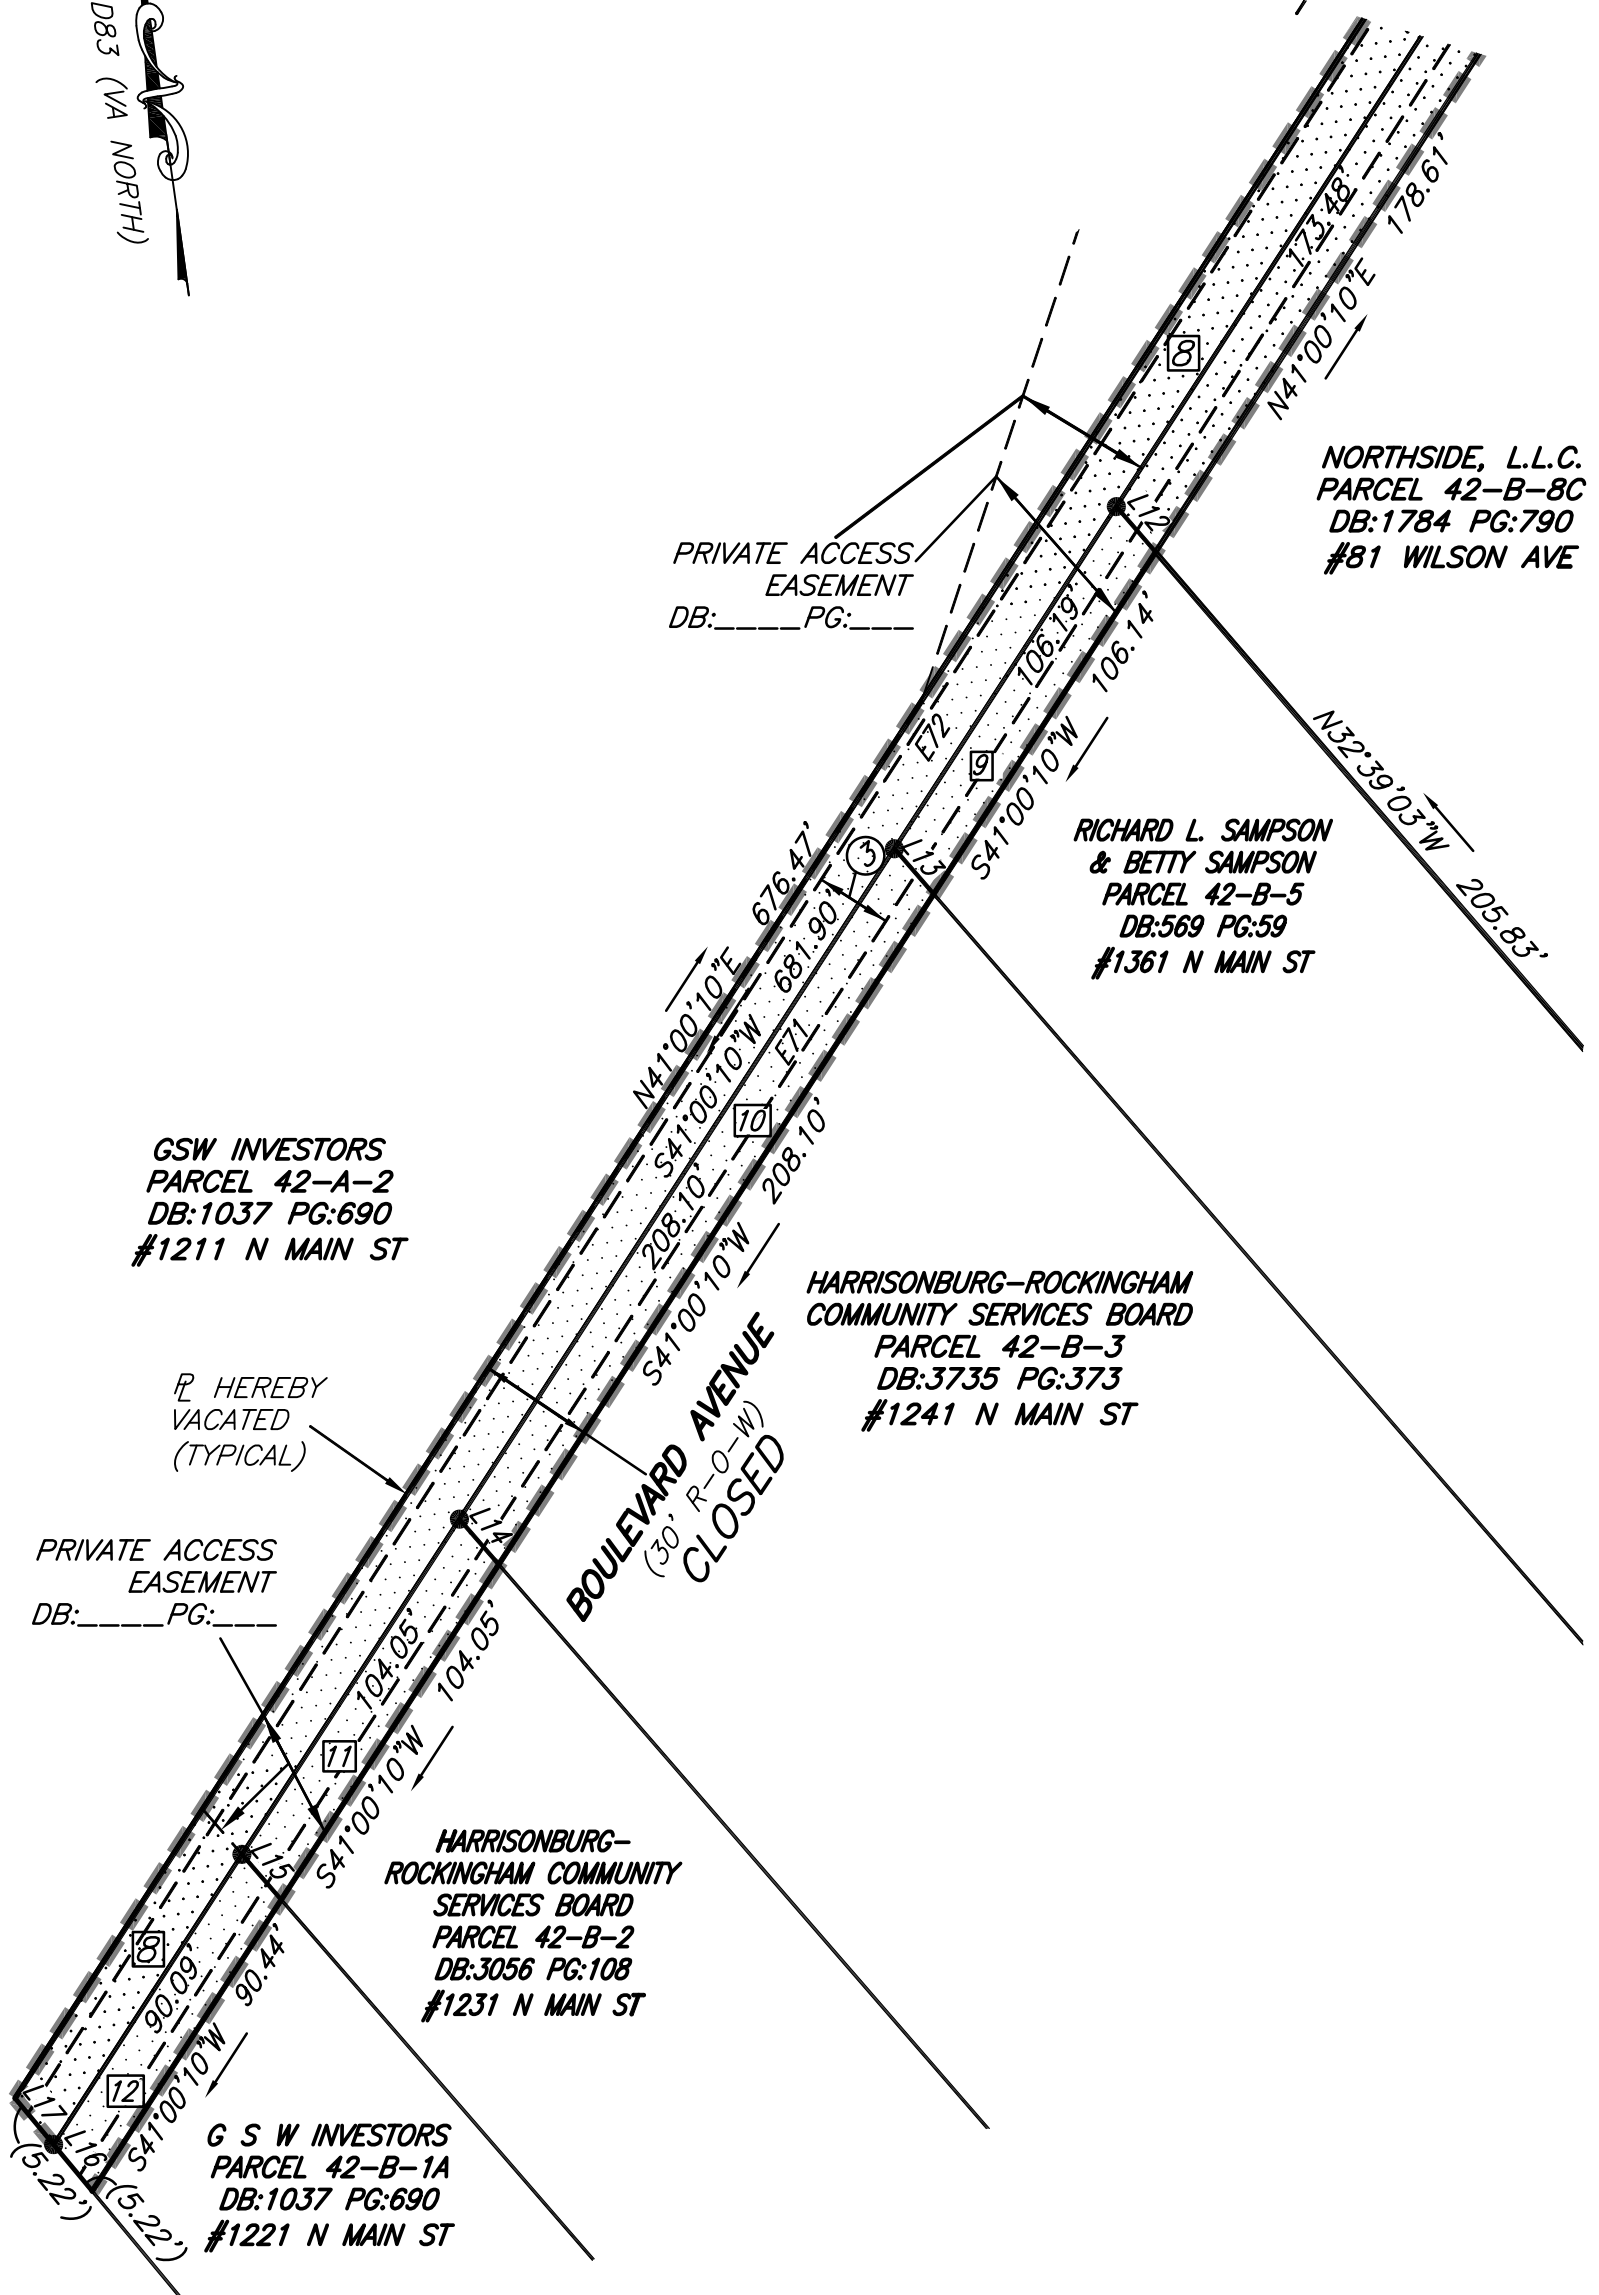 D83 (VA NORTH)
178.61'
173.48'
N41°00'10"E
8
NORTHSIDE, L.L.C.
PARCEL 42-B-8C
DB:1784 PG:790
#81 WILSON AVE
L12
PRIVATE ACCESS
EASEMENT
DB:____PG:___
106.19'
106.14'
E72
9
S41°00'10"W
N32°39'03"W 205.83'
RICHARD L. SAMPSON
& BETTY SAMPSON
PARCEL 42-B-5
DB:569 PG:59
#1361 N MAIN ST
3
L13
N41°00'10"E 676.47'
S41°00'10"W 681.90'
E71
10
208.10'
208.10'
S41°00'10"W
GSW INVESTORS
PARCEL 42-A-2
DB:1037 PG:690
#1211 N MAIN ST
HARRISONBURG-ROCKINGHAM
COMMUNITY SERVICES BOARD
PARCEL 42-B-3
DB:3735 PG:373
#1241 N MAIN ST
PL HEREBY
VACATED
(TYPICAL)
BOULEVARD AVENUE
(30' R-O-W)
CLOSED
L14
PRIVATE ACCESS
EASEMENT
DB:____PG:___
104.05'
104.05'
11
S41°00'10"W
L15
HARRISONBURG-
ROCKINGHAM COMMUNITY
SERVICES BOARD
PARCEL 42-B-2
DB:3056 PG:108
#1231 N MAIN ST
8
90.09'
90.44'
S41°00'10"W
12
L17
L16
(5.22')
(5.22')
G S W INVESTORS
PARCEL 42-B-1A
DB:1037 PG:690
#1221 N MAIN ST